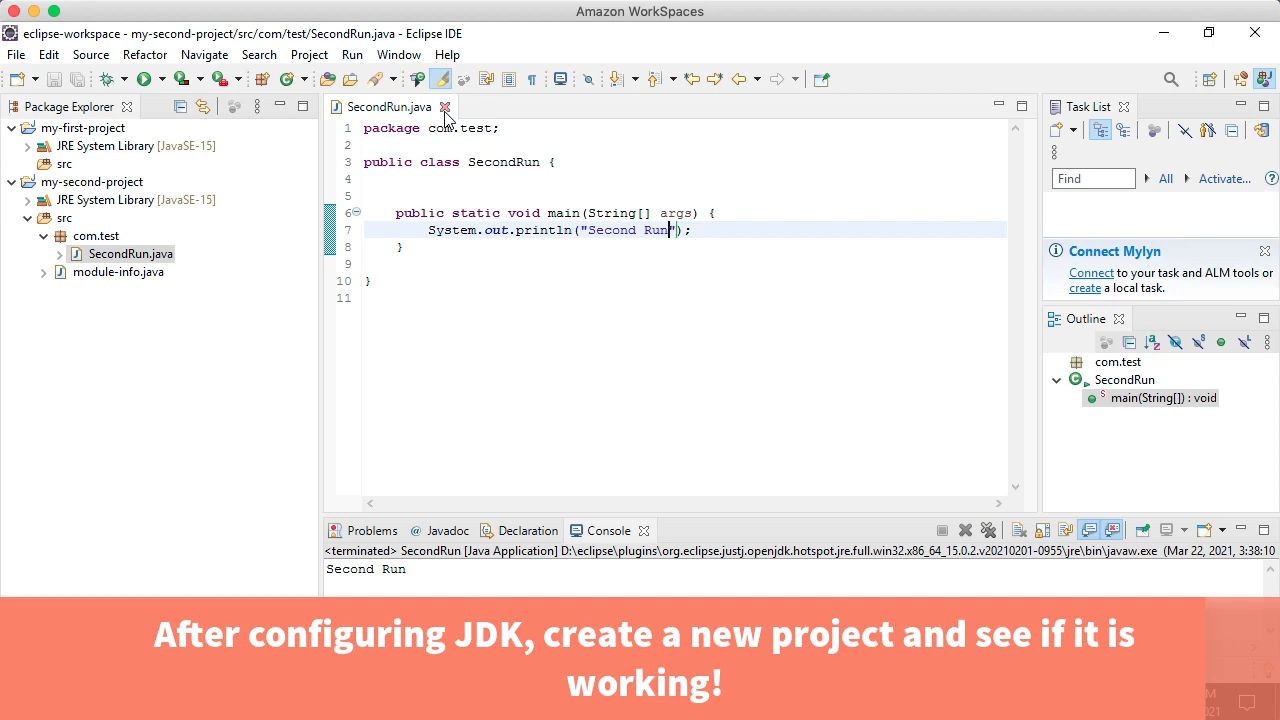 Amazon WorkSpaces
eclipse-workspace - my-second-project/src/com/test/SecondRun.java - Eclipse IDE
File Edit Source Refactor Navigate Search Project Run Window Help
Package Explorer
my-first-project
JRE System Library [JavaSE-15]
src
my-second-project
JRE System Library [JavaSE-15]
src
com.test
SecondRun.java
module-info.java
SecondRun.java
1 package com.test;
2
3 public class SecondRun {
4
5
6 public static void main(String[] args) {
7 System.out.println("Second Run");
8 }
9
10 }
11
Task List
Find All Activate...
Connect Mylyn
Connect to your task and ALM tools or
create a local task.
Outline
com.test
SecondRun
main(String[]) : void
Problems @ Javadoc Declaration Console
<terminated> SecondRun [Java Application] D:\eclipse\plugins\org.eclipse.justj.openjdk.hotspot.jre.full.win32.x86_64_15.0.2.v20210201-0955\jre\bin\javaw.exe (Mar 22, 2021, 3:38:10
Second Run
After configuring JDK, create a new project and see if it is
working!